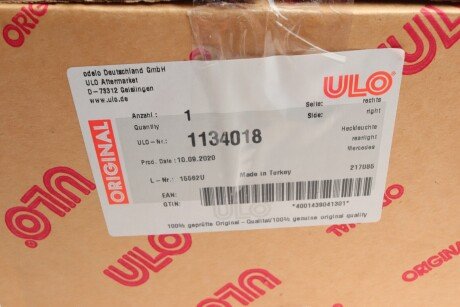 ULO
odelo Deutschland GmbH
ULO Aftermarket
D-73312 Geislingen
www.ulo.de
ULO
Seite: rechts
Side: right
Anzahl: 1
Quantity
ULO-Nr.: 1134018
Heckleuchte
rearlight
Mercedes
Prod. Date: 10.09.2020
L-Nr.: 15562U
Made in Turkey
217085
EAN:
GTIN:
*4001439041301*
100% geprüfte Original-Qualität/100% genuine original quality
ORIGINAL
ULO
ULO
ULO